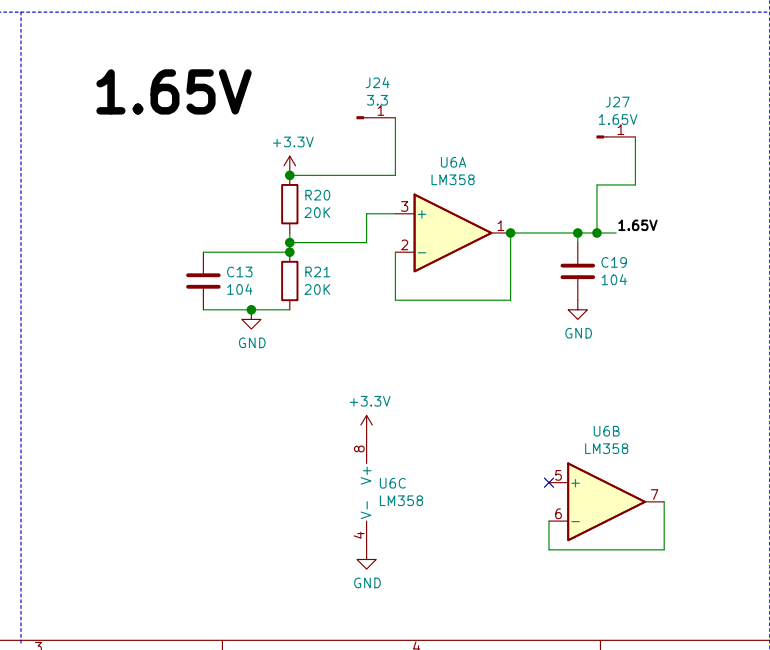 1.65V
J24
3.3
1
J27
1.65V
1
+3.3V
U6A
LM358
R20
20K
3
+
1
1.65V
2
−
C13
104
R21
20K
C19
104
GND
GND
+3.3V
8
V+
U6C
LM358
V-
4
GND
U6B
LM358
5
+
7
6
−
3
4